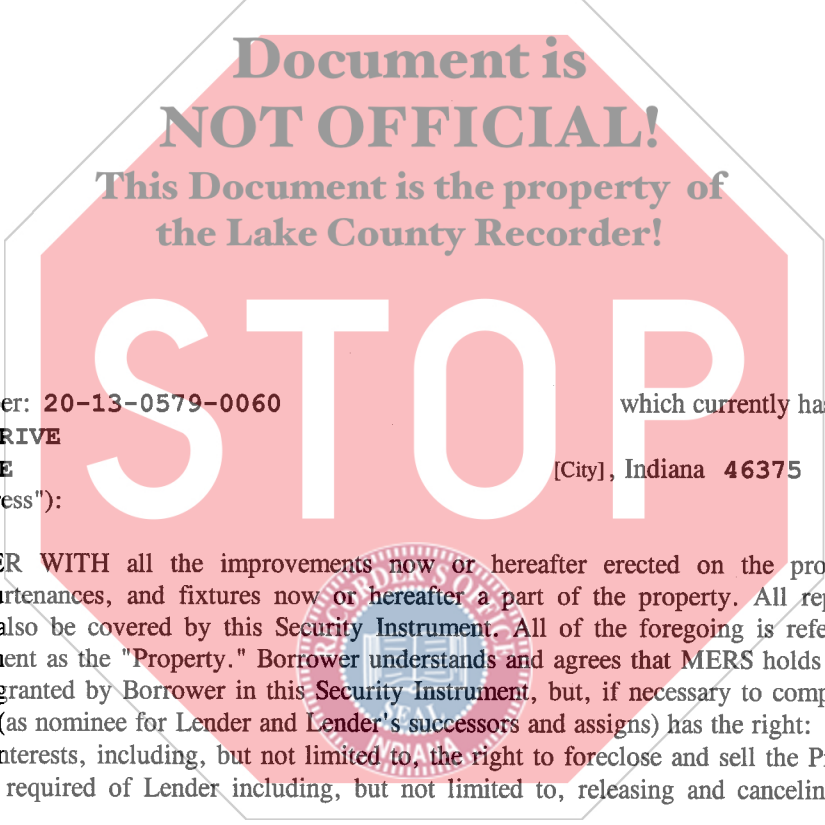 Document is
NOT OFFICIAL!
This Document is the property of
the Lake County Recorder!
STOP
er: 20-13-0579-0060 which currently ha
RIVE
E [City], Indiana 46375
ess"):
ER WITH all the improvements now or hereafter erected on the pro
rtenances, and fixtures now or hereafter a part of the property. All rep
also be covered by this Security Instrument. All of the foregoing is refe
ent as the "Property." Borrower understands and agrees that MERS holds
granted by Borrower in this Security Instrument, but, if necessary to comp
(as nominee for Lender and Lender's successors and assigns) has the right:
nterests, including, but not limited to, the right to foreclose and sell the P
required of Lender including, but not limited to, releasing and cancelin
RECORDER'S OFFICE
SEAL
INDIANA